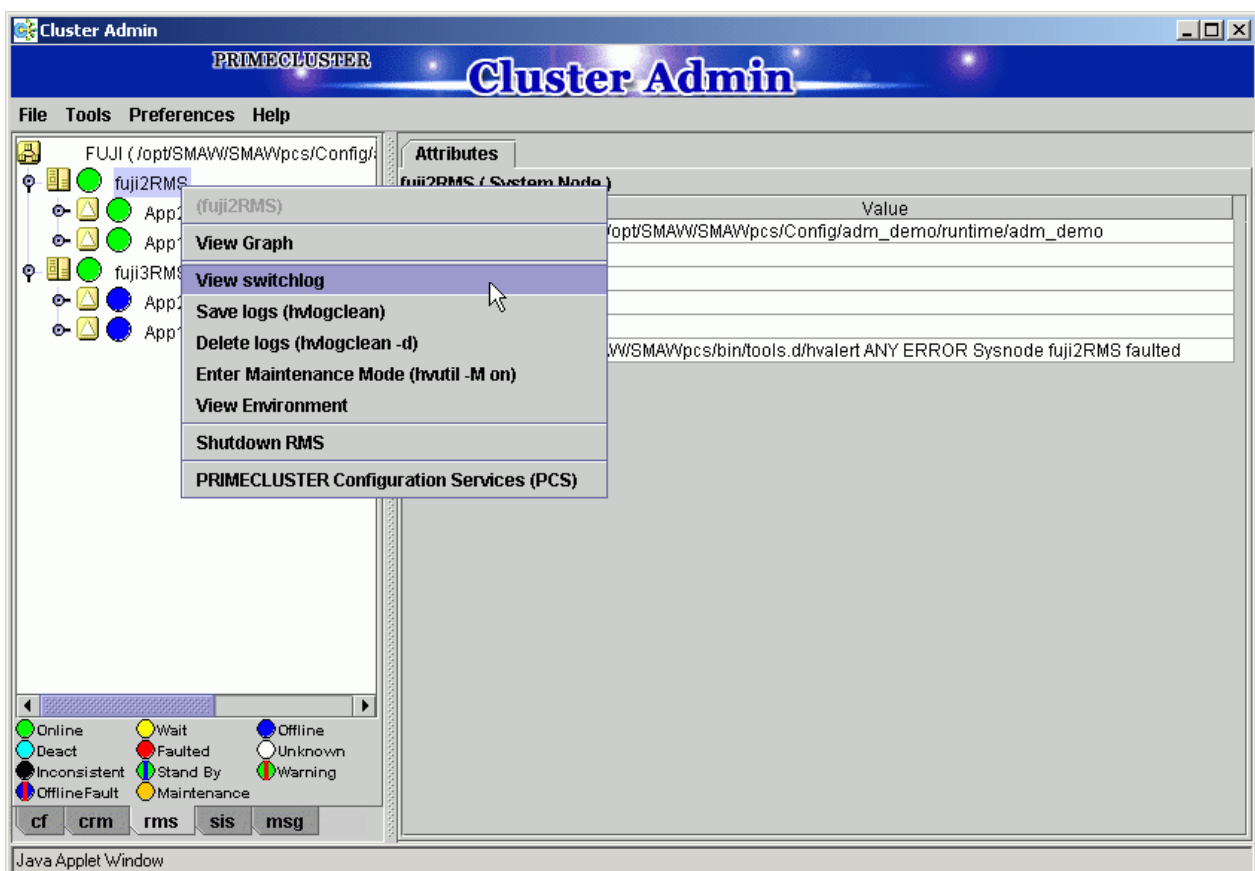 Cluster Admin
PRIMECLUSTER
Cluster Admin
File Tools Preferences Help
FUJI ( /opt/SMAW/SMAWpcs/Config/
Attributes
fuji2RMS
fuji2RMS ( System Node )
(fuji2RMS)
Value
/opt/SMAW/SMAWpcs/Config/adm_demo/runtime/adm_demo
View Graph
fuji3RMS
View switchlog
Save logs (hvlogclean)
Delete logs (hvlogclean -d)
W/SMAWpcs/bin/tools.d/hvalert ANY ERROR Sysnode fuji2RMS faulted
Enter Maintenance Mode (hvutil -M on)
View Environment
Shutdown RMS
PRIMECLUSTER Configuration Services (PCS)
Online Wait Offline
Deact Faulted Unknown
Inconsistent Stand By Warning
OfflineFault Maintenance
cf crm rms sis msg
Java Applet Window